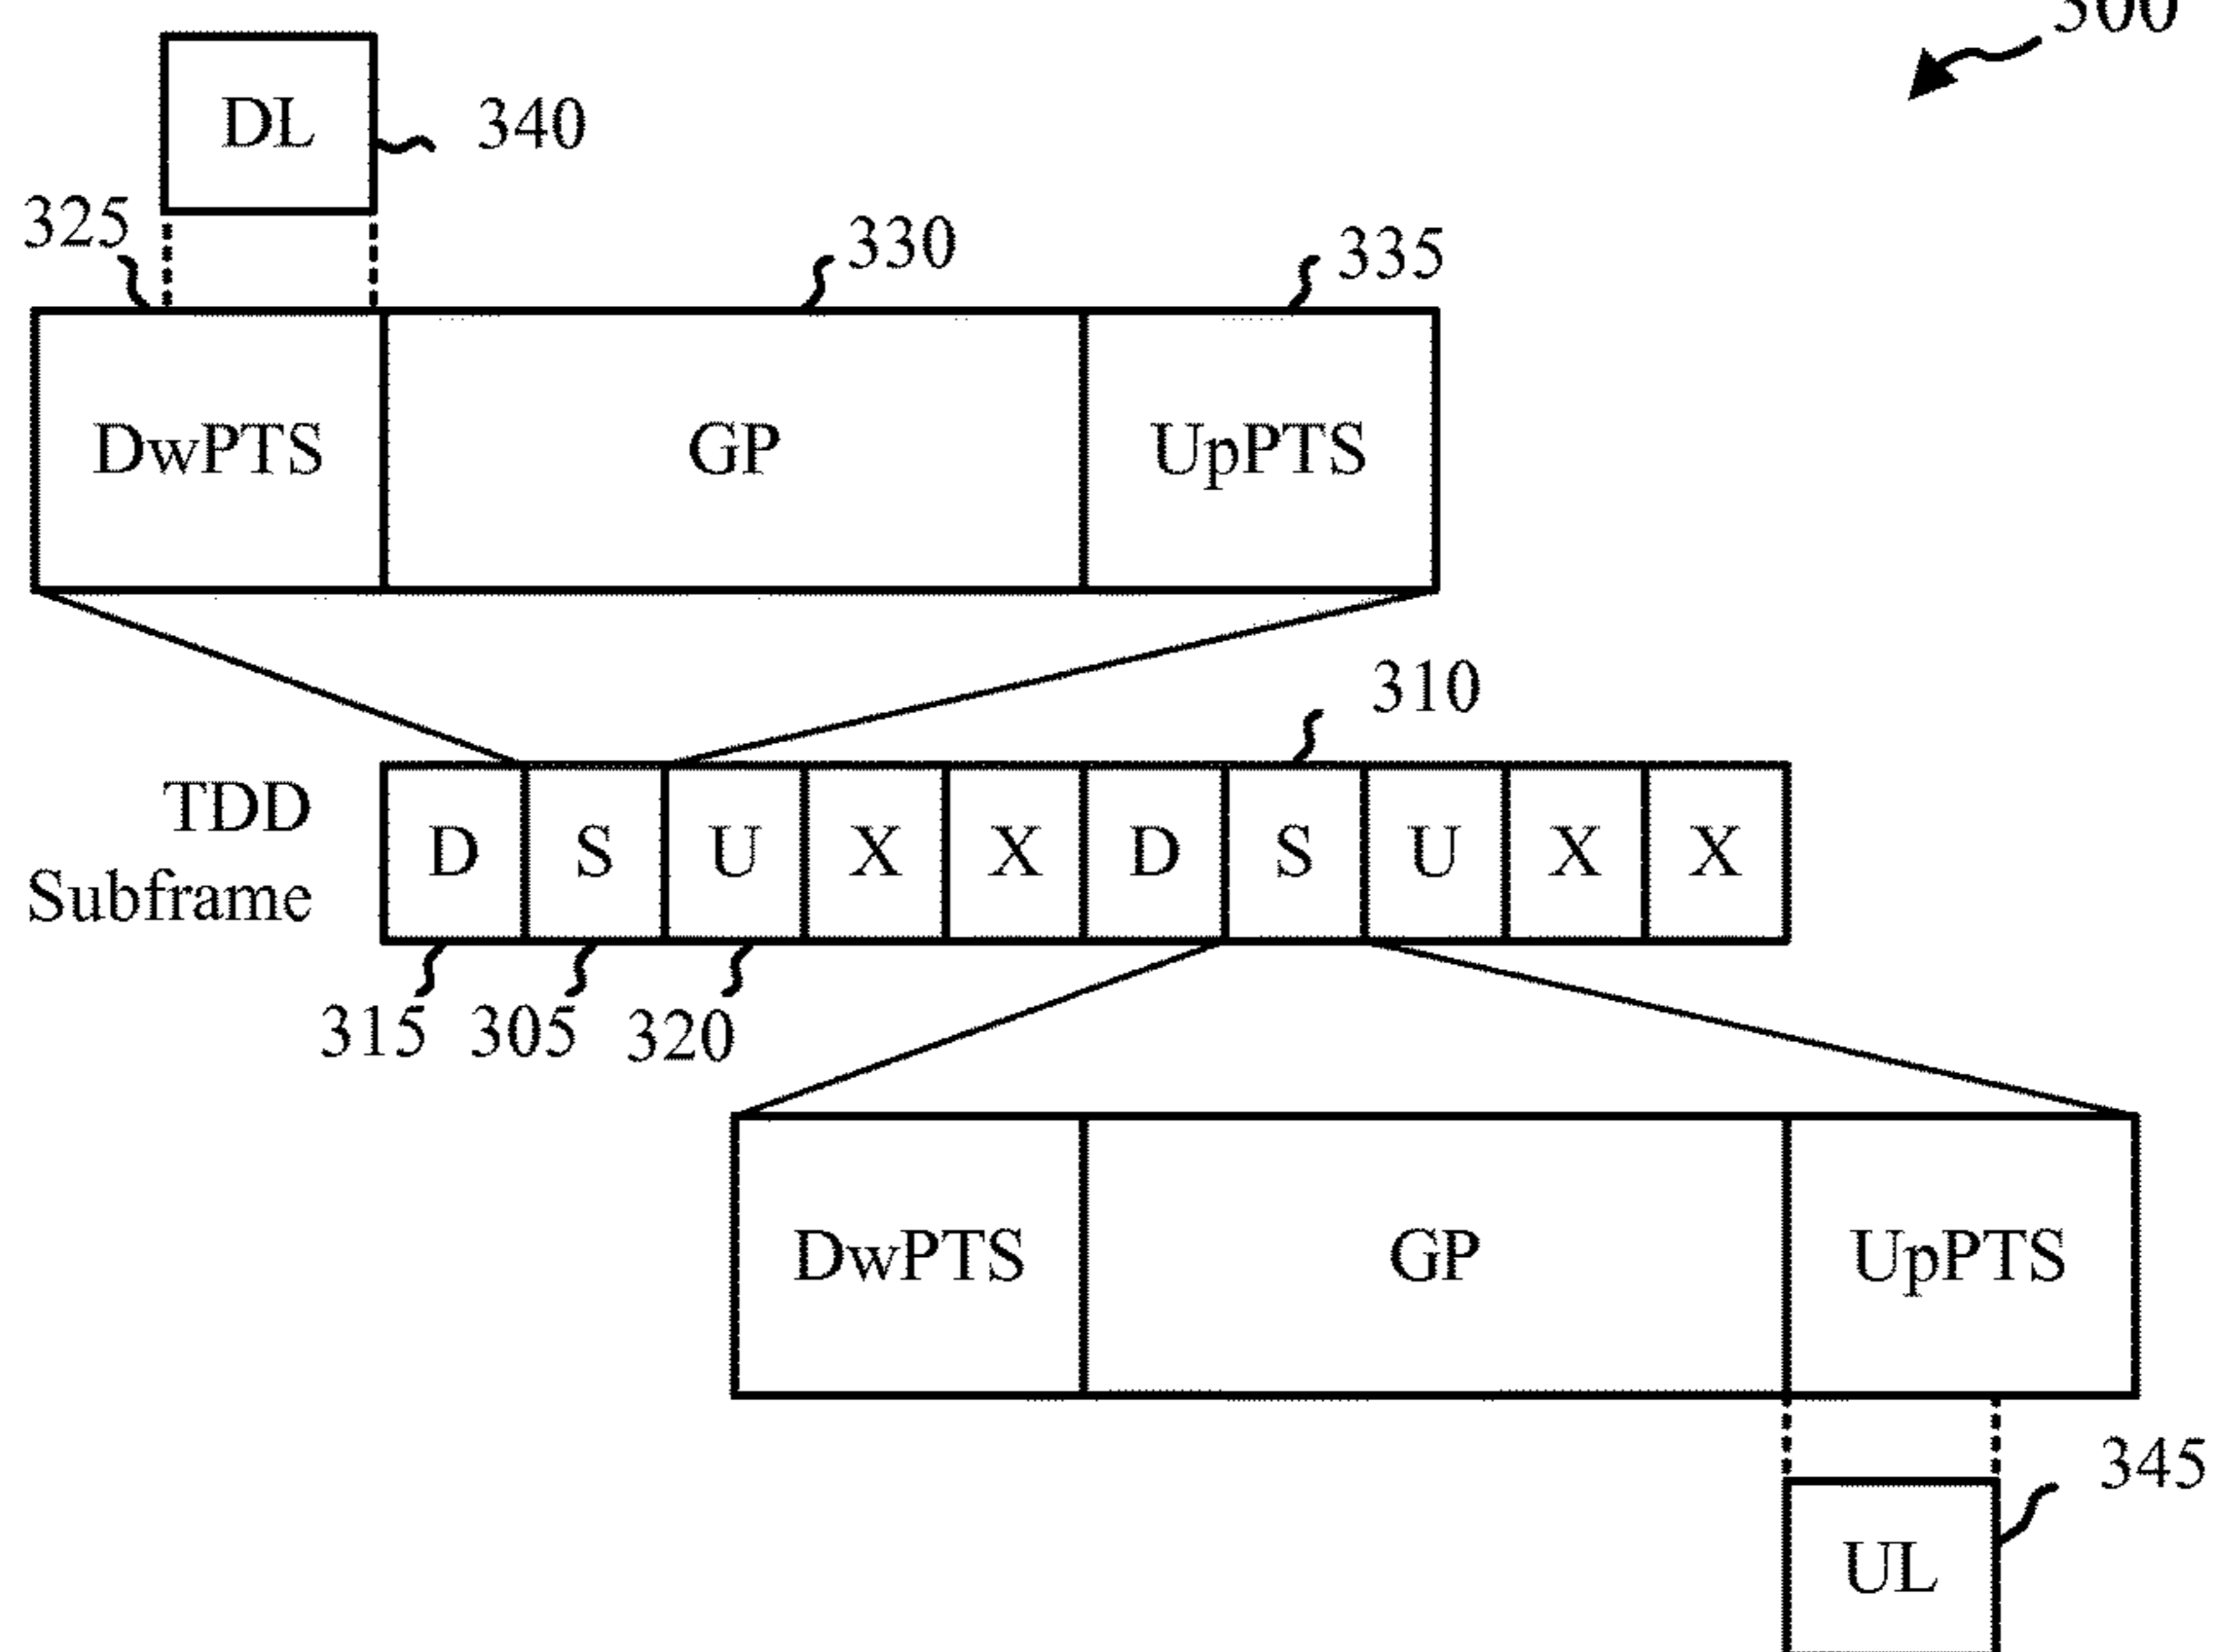 300
DL
340
325
330
335
DwPTS
GP
UpPTS
310
TDD
Subframe
D
S
U
X
X
D
S
U
X
X
315
305
320
DwPTS
GP
UpPTS
345
UL